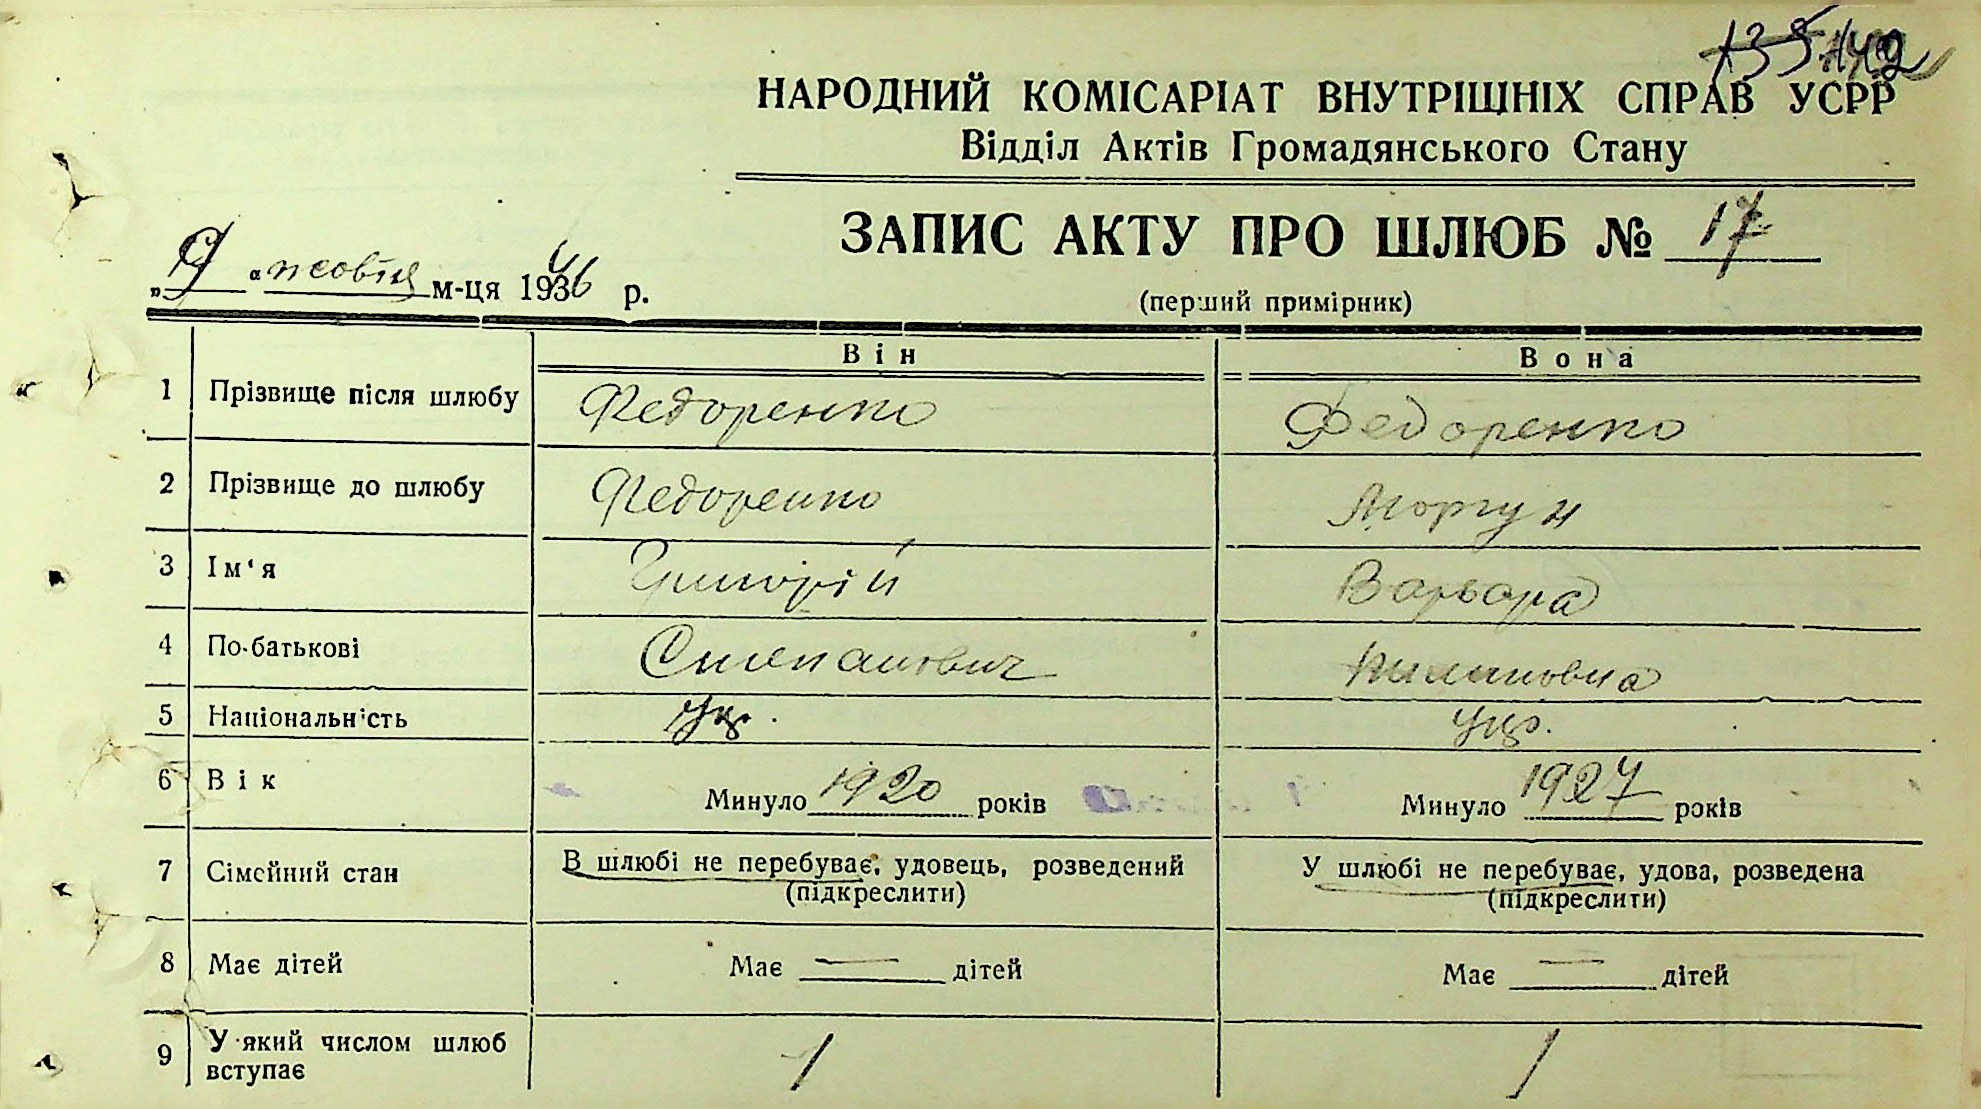 135 142
НАРОДНИЙ КОМІСАРІАТ ВНУТРІШНІХ СПРАВ УСРР
Відділ Актів Громадянського Стану
ЗАПИС АКТУ ПРО ШЛЮБ № 17
„9“ жовтня м-ця 1946 р.
(перший примірник)
Він Вона
1 Прізвище після шлюбу Федоренко Федоренко
2 Прізвище до шлюбу Федоренко Моргун
3 Ім'я Григорій Варвара
4 По-батькові Степанович
5 Національність Укр. Укр.
6 Вік Минуло 1920 років Минуло 1927 років
7 Сімейний стан В шлюбі не перебуває, удовець, розведений У шлюбі не перебуває, удова, розведена
(підкреслити) (підкреслити)
8 Має дітей Має — дітей Має — дітей
9 У який числом шлюб вступає 1 1